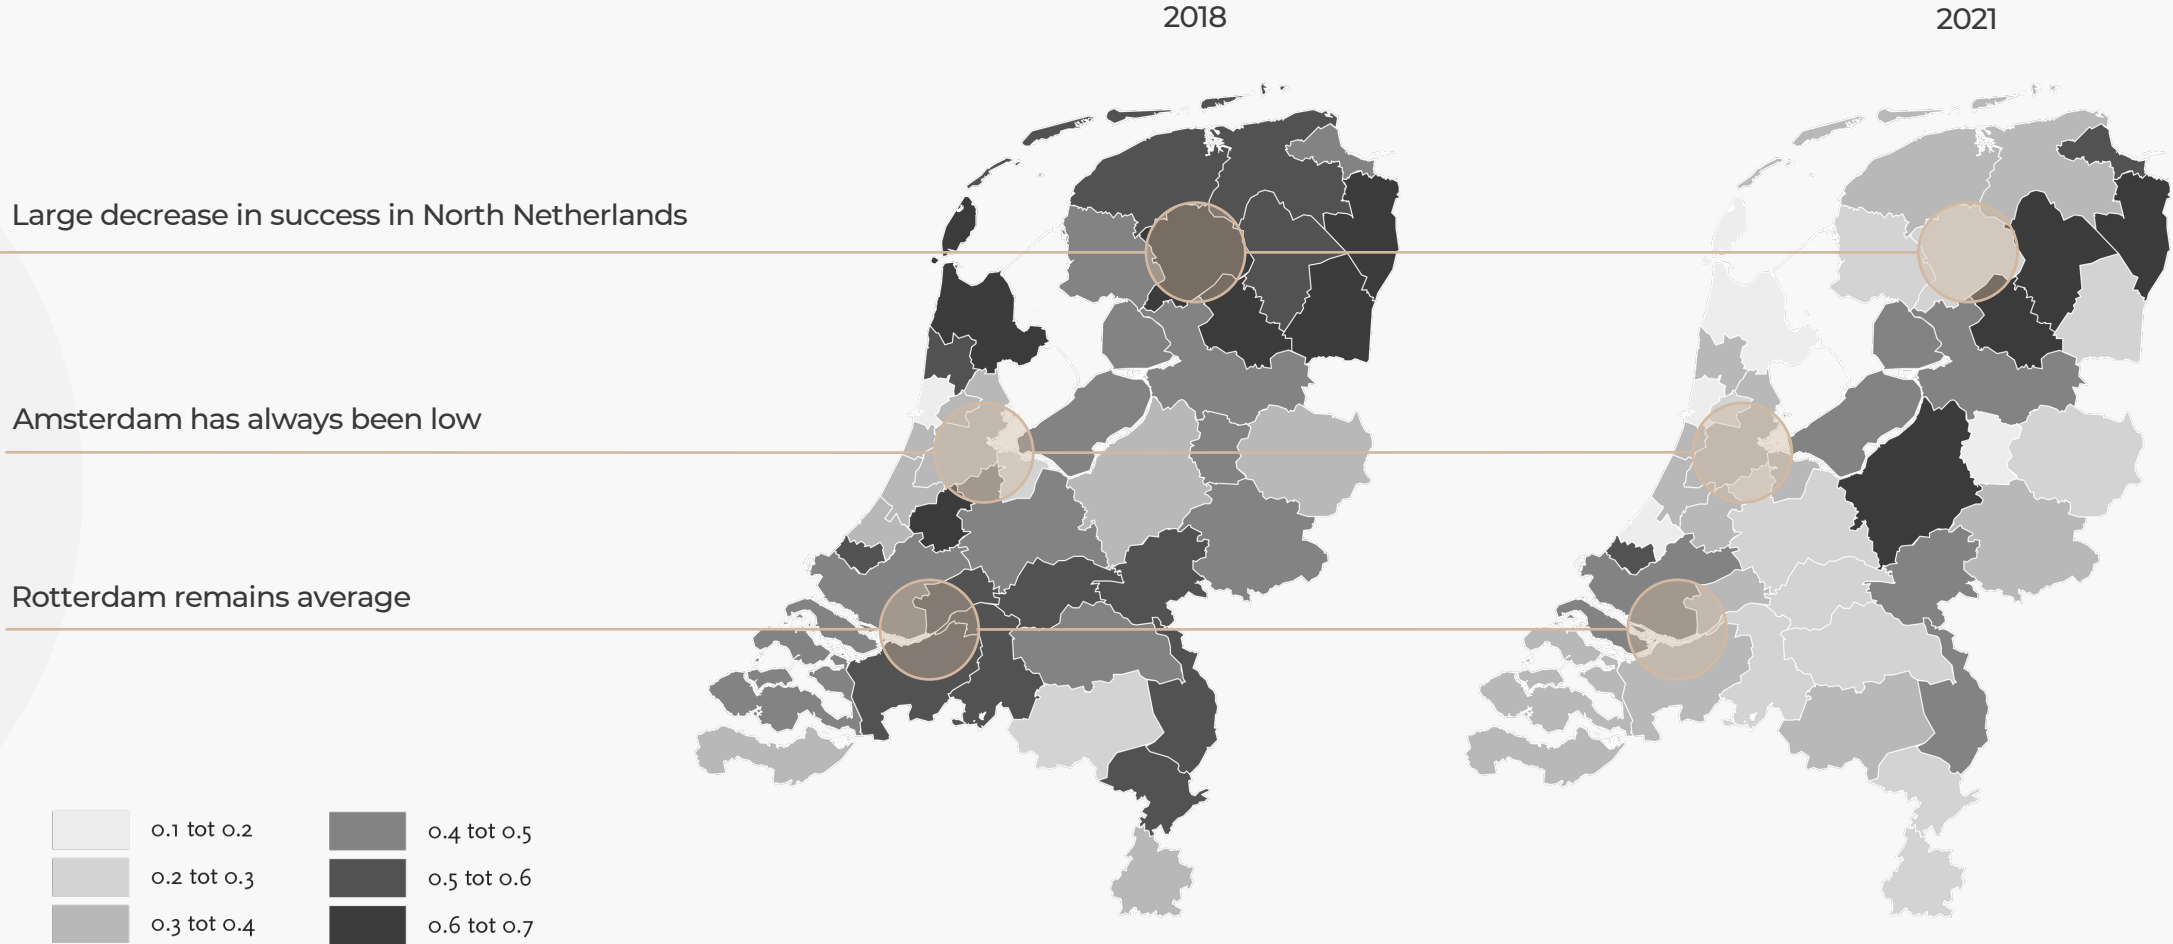 2018
2021
Large decrease in success in North Netherlands
Amsterdam has always been low
Rotterdam remains average
0.1 tot 0.2
0.2 tot 0.3
0.3 tot 0.4
0.4 tot 0.5
0.5 tot 0.6
0.6 tot 0.7